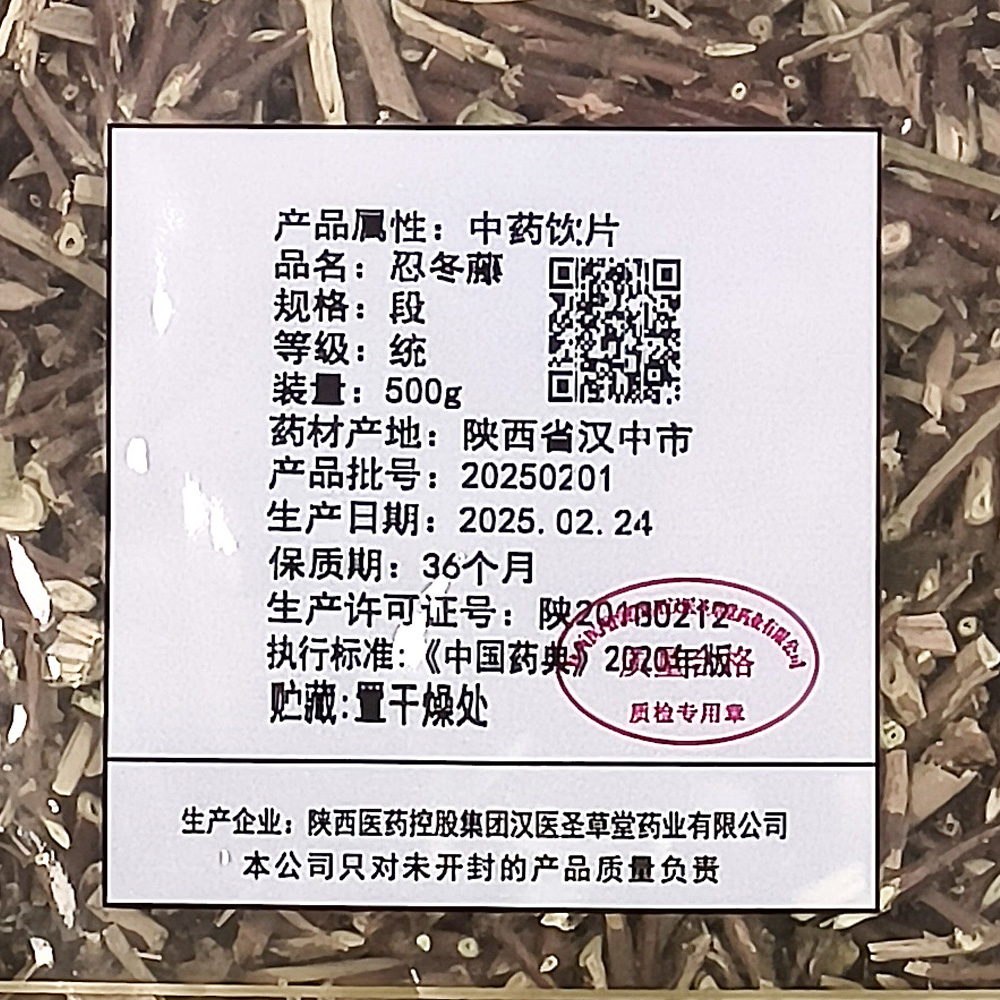 产品属性：中药饮片
品名：忍冬藤
规格：段
等级：统
装量：500g
药材产地：陕西省汉中市
产品批号：20250201
生产日期：2025.02.24
保质期：36个月
生产许可证号：陕20160212
执行标准：《中国药典》2020年版
贮藏：置干燥处
质量合格
质检专用章
生产企业：陕西医药控股集团汉医圣草堂药业有限公司
本公司只对未开封的产品质量负责